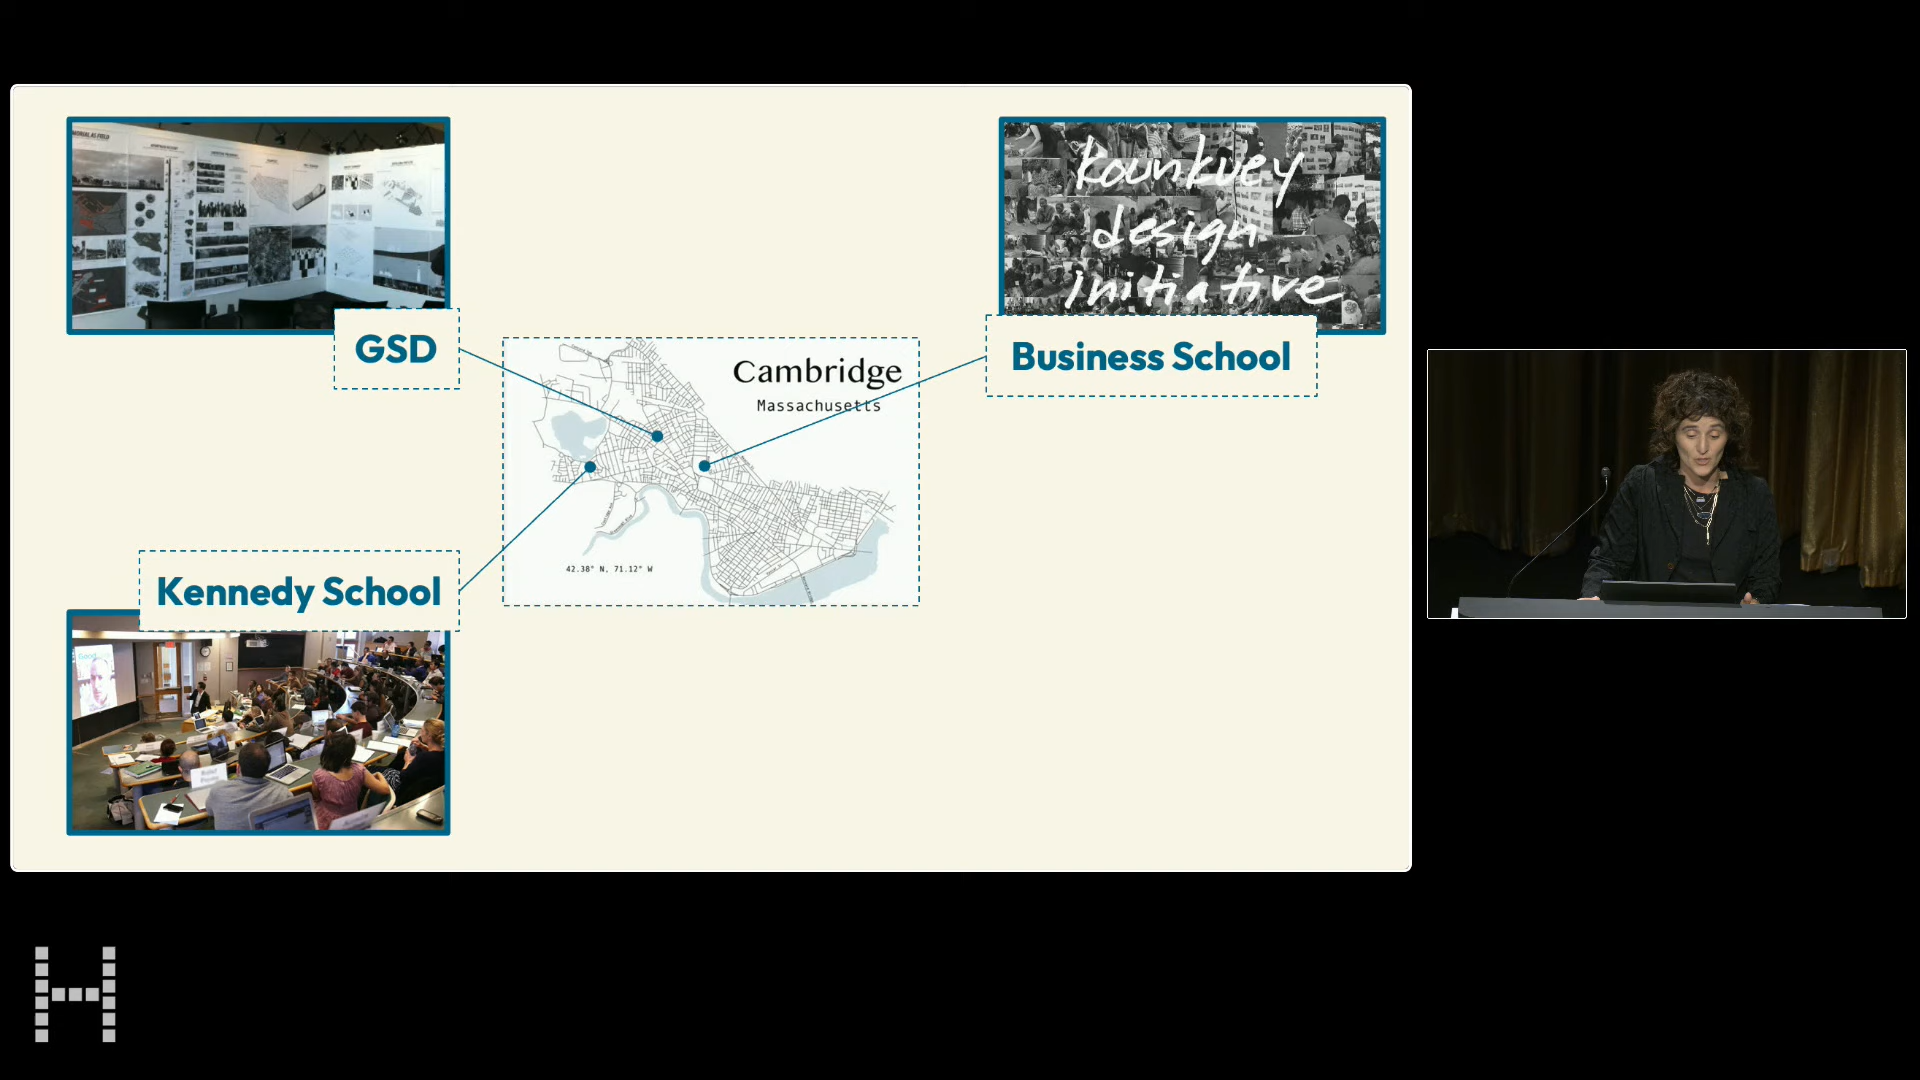 GSD
kounkuey
design
initiative
Business School
Cambridge
Massachusetts
42.38° N, 71.12° W
Kennedy School